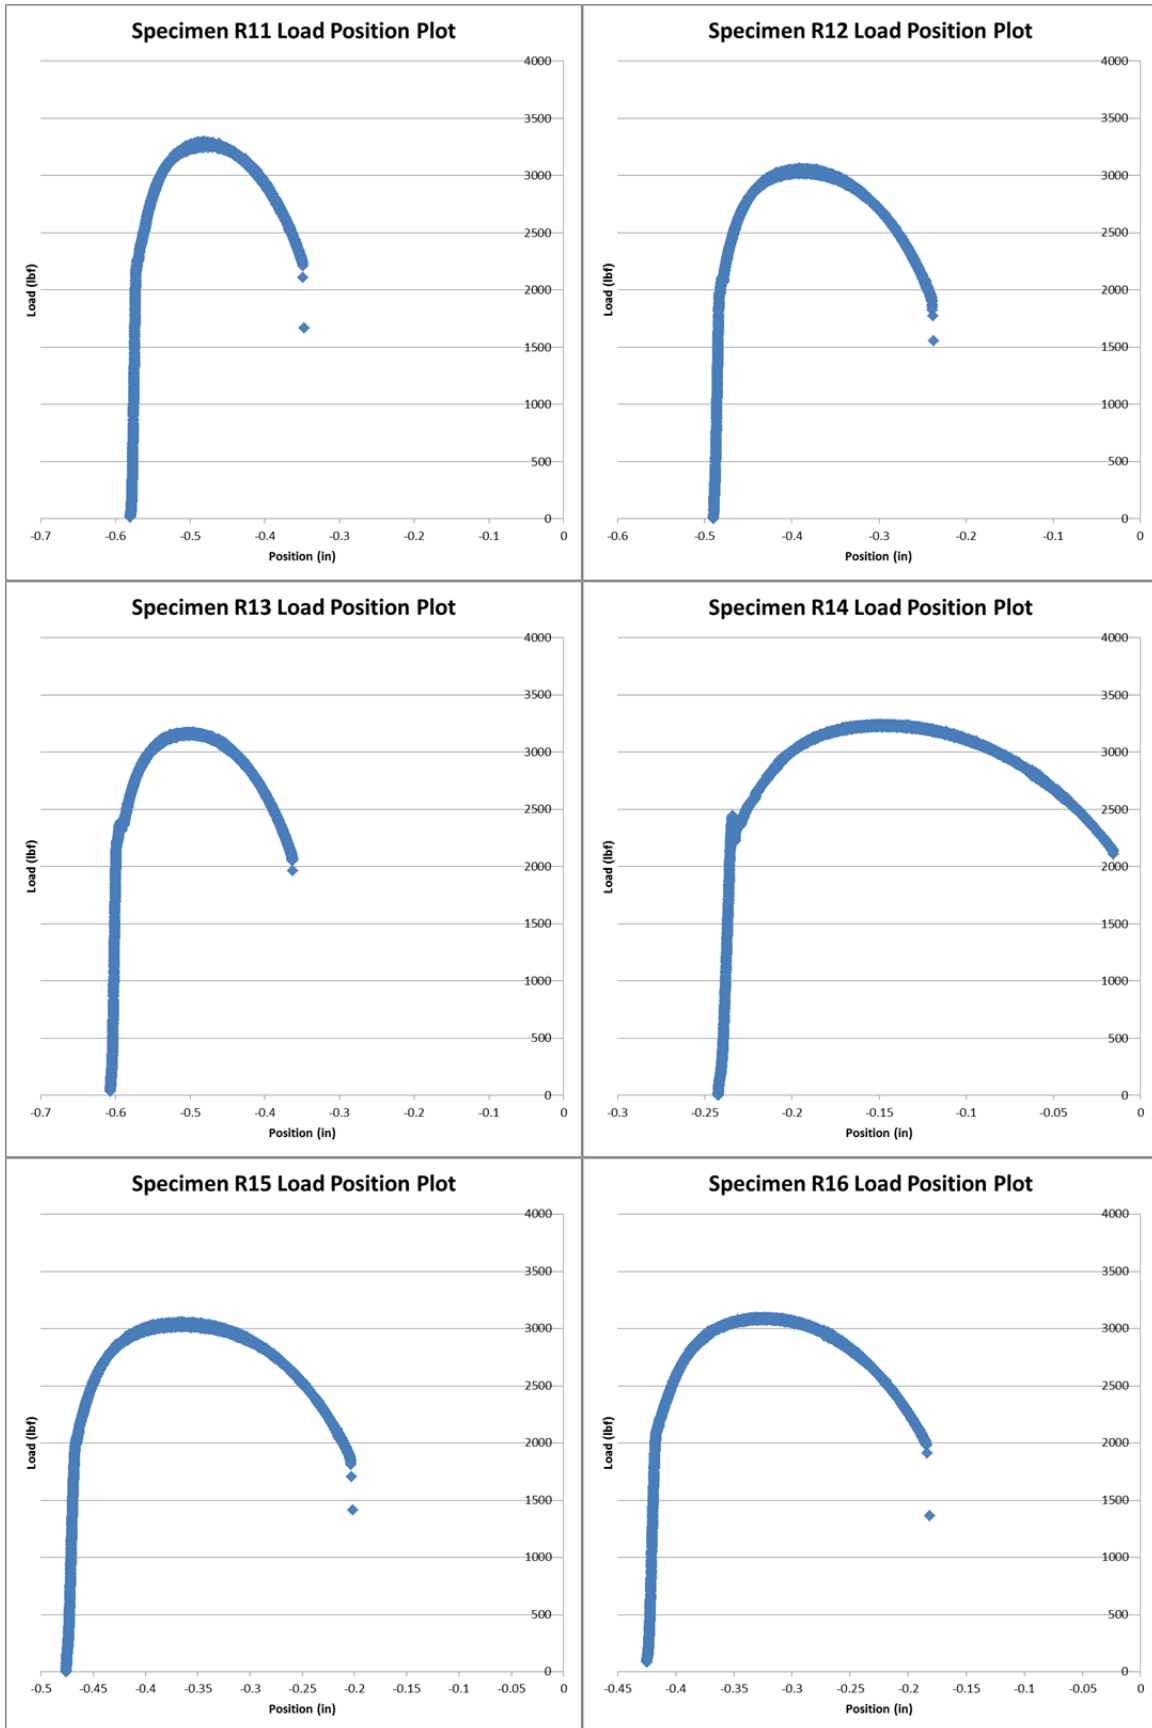 Specimen R11 Load Position Plot
4000
3500
3000
2500
2000
1500
1000
500
0
Load (lbf)
-0.7 -0.6 -0.5 -0.4 -0.3 -0.2 -0.1 0
Position (in)
Specimen R12 Load Position Plot
4000
3500
3000
2500
2000
1500
1000
500
0
Load (lbf)
-0.6 -0.5 -0.4 -0.3 -0.2 -0.1 0
Position (in)
Specimen R13 Load Position Plot
4000
3500
3000
2500
2000
1500
1000
500
0
Load (lbf)
-0.7 -0.6 -0.5 -0.4 -0.3 -0.2 -0.1 0
Position (in)
Specimen R14 Load Position Plot
4000
3500
3000
2500
2000
1500
1000
500
0
Load (lbf)
-0.3 -0.25 -0.2 -0.15 -0.1 -0.05 0
Position (in)
Specimen R15 Load Position Plot
4000
3500
3000
2500
2000
1500
1000
500
0
Load (lbf)
-0.5 -0.45 -0.4 -0.35 -0.3 -0.25 -0.2 -0.15 -0.1 -0.05 0
Position (in)
Specimen R16 Load Position Plot
4000
3500
3000
2500
2000
1500
1000
500
0
Load (lbf)
-0.45 -0.4 -0.35 -0.3 -0.25 -0.2 -0.15 -0.1 -0.05 0
Position (in)